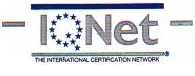 IQNet
®
THE INTERNATIONAL CERTIFICATION NETWORK